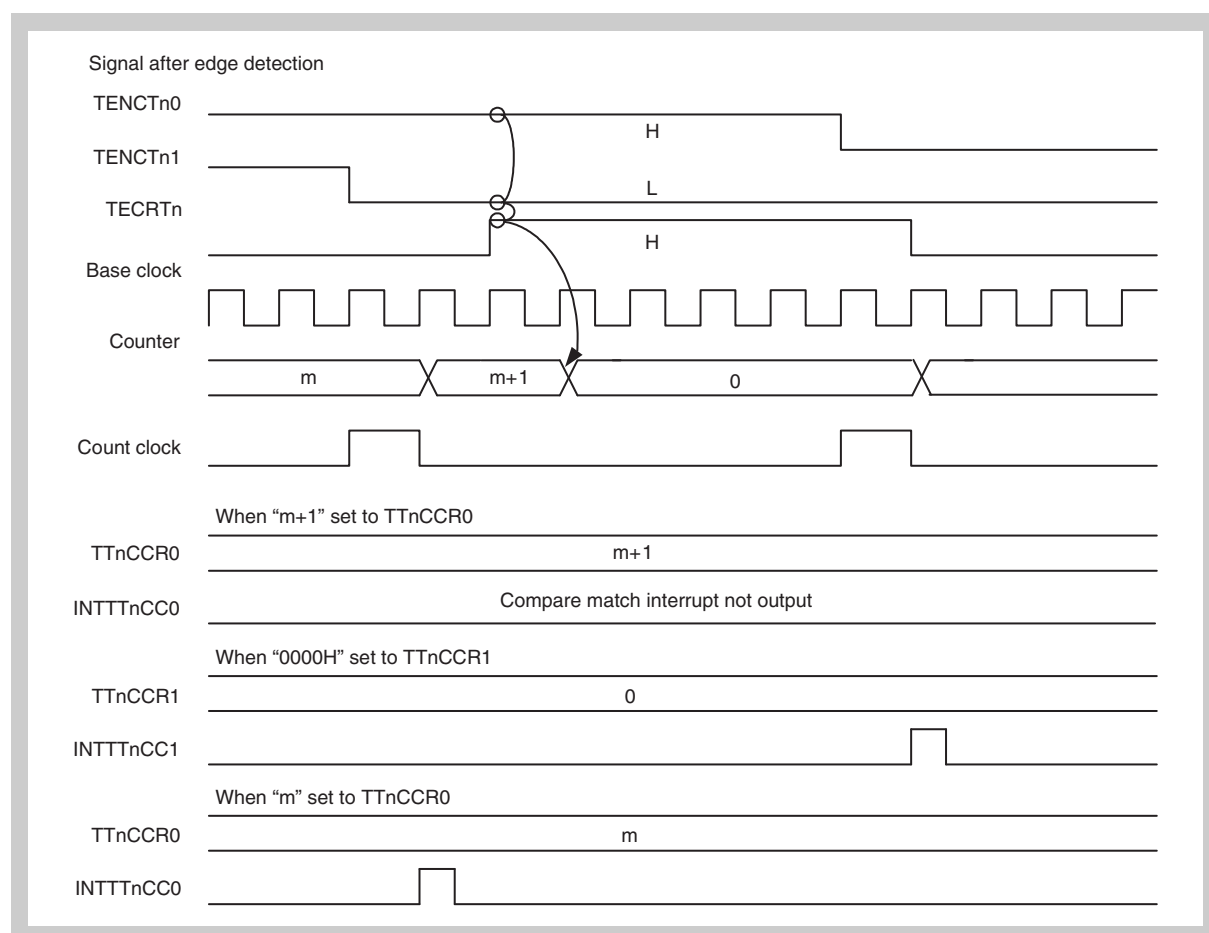 Signal after edge detection
TENCTn0
H
TENCTn1
L
TECRTn
H
Base clock
Counter
m
m+1
0
Count clock
When “m+1” set to TTnCCR0
TTnCCR0
m+1
INTTTnCC0
Compare match interrupt not output
When “0000H” set to TTnCCR1
TTnCCR1
0
INTTTnCC1
When “m” set to TTnCCR0
TTnCCR0
m
INTTTnCC0